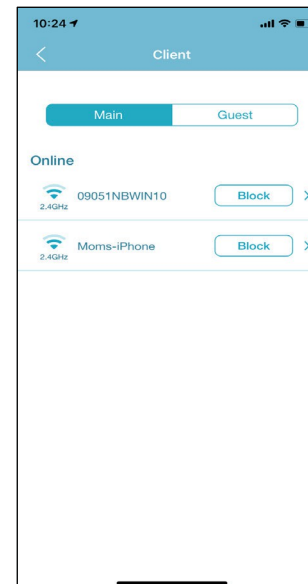 10:24
Client
Main Guest
Online
2.4GHz 09051NBWIN10 Block
2.4GHz Moms-iPhone Block